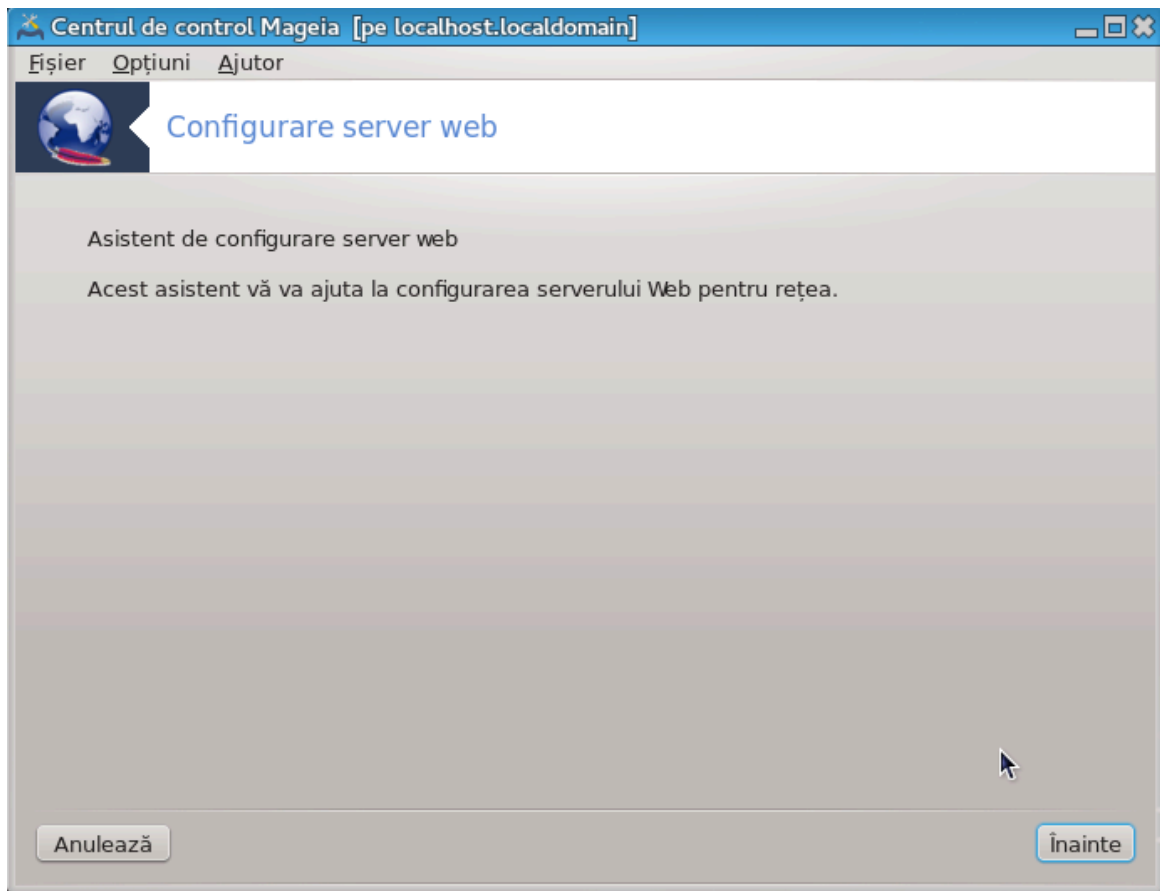 Centrul de control Mageia [pe localhost.localdomain]
Fișier Opțiuni Ajutor
Configurare server web
Asistent de configurare server web
Acest asistent vă va ajuta la configurarea serverului Web pentru rețea.
Anulează Înainte